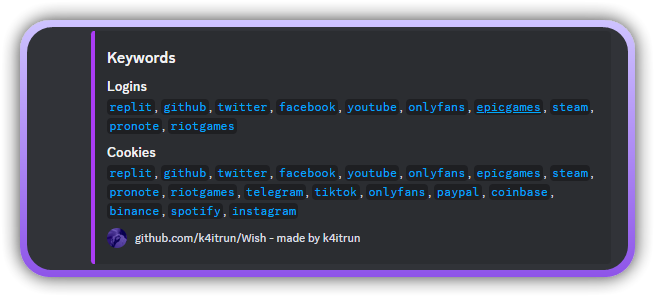 Keywords
Logins
replit, github, twitter, facebook, youtube, onlyfans, epicgames, steam,
pronote, riotgames
Cookies
replit, github, twitter, facebook, youtube, onlyfans, epicgames, steam,
pronote, riotgames, telegram, tiktok, onlyfans, paypal, coinbase,
binance, spotify, instagram
github.com/k4itrun/Wish - made by k4itrun